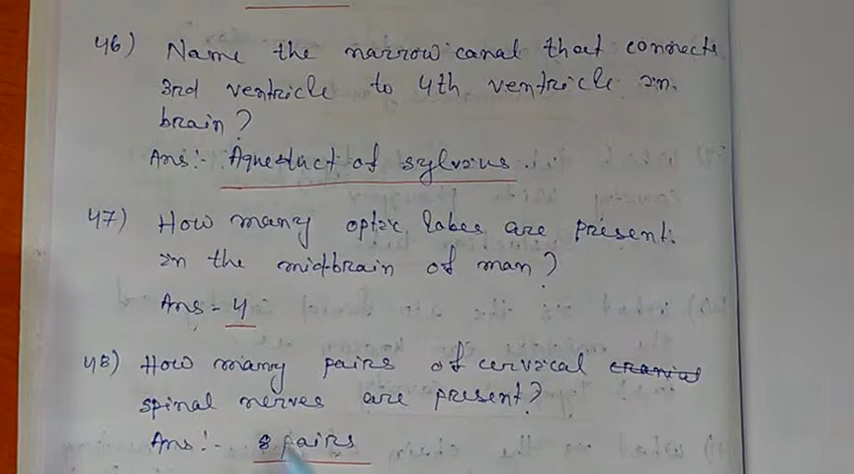 46) Name the narrow canal that connects
3rd ventricle to 4th ventricle in
brain?
Ans:- Aqueduct of sylvius.
47) How many optic lobes are present
in the midbrain of man?
Ans - 4
48) How many pairs of cervical cranial
spinal nerves are present?
Ans:- 8 pairs